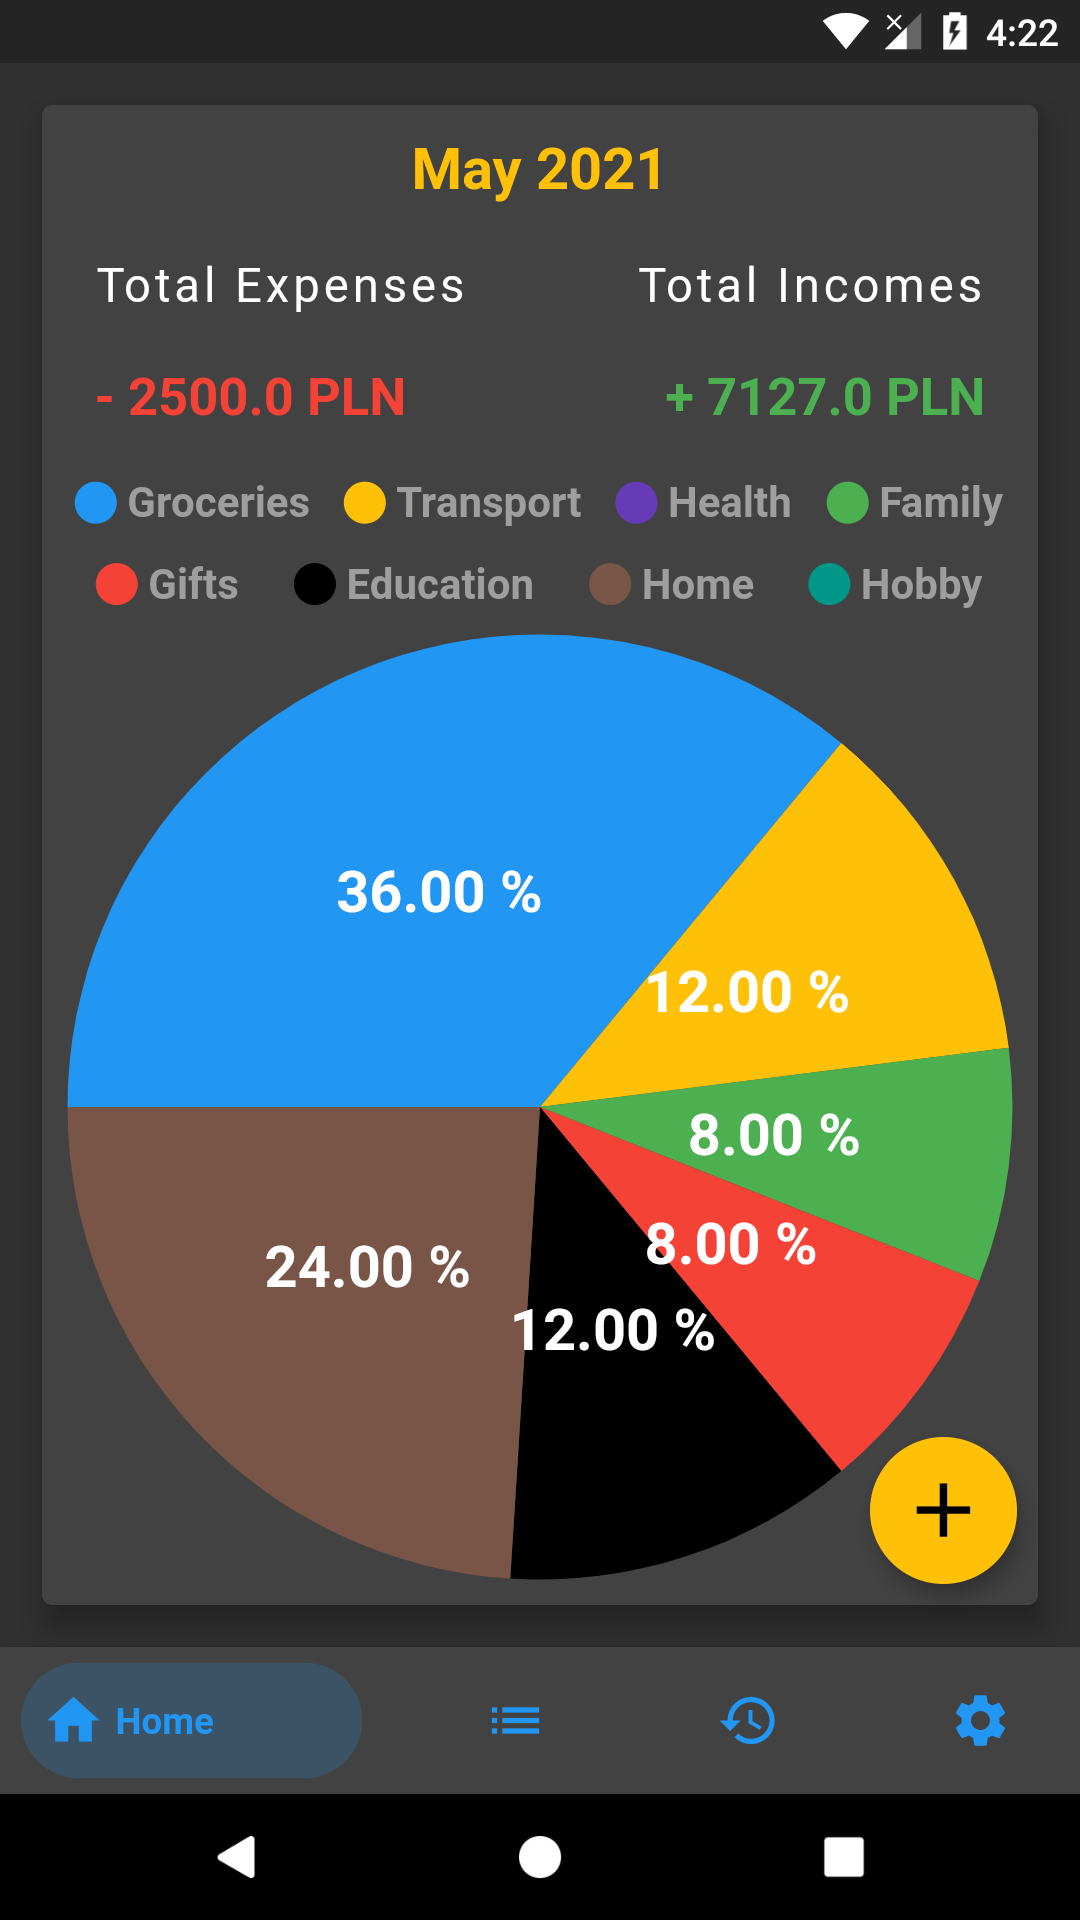 4:22
May 2021
Total Expenses Total Incomes
- 2500.0 PLN + 7127.0 PLN
Groceries Transport Health Family
Gifts Education Home Hobby
36.00 %
12.00 %
8.00 %
8.00 %
24.00 %
12.00 %
Home